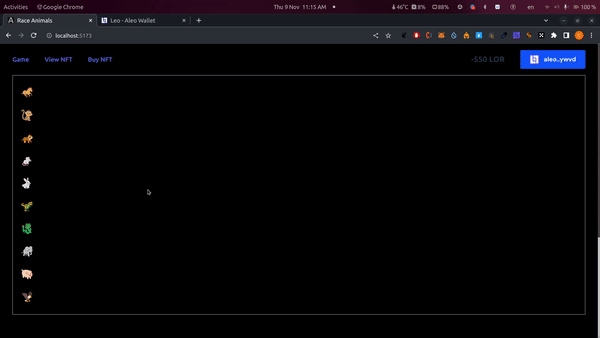 Activities Google Chrome Thu 9 Nov 11:15 AM 46°C 8% 88% en 100 %
Race Animals Leo - Aleo Wallet
localhost:5173
Game View NFT Buy NFT -550 LOR aleo..ywvd